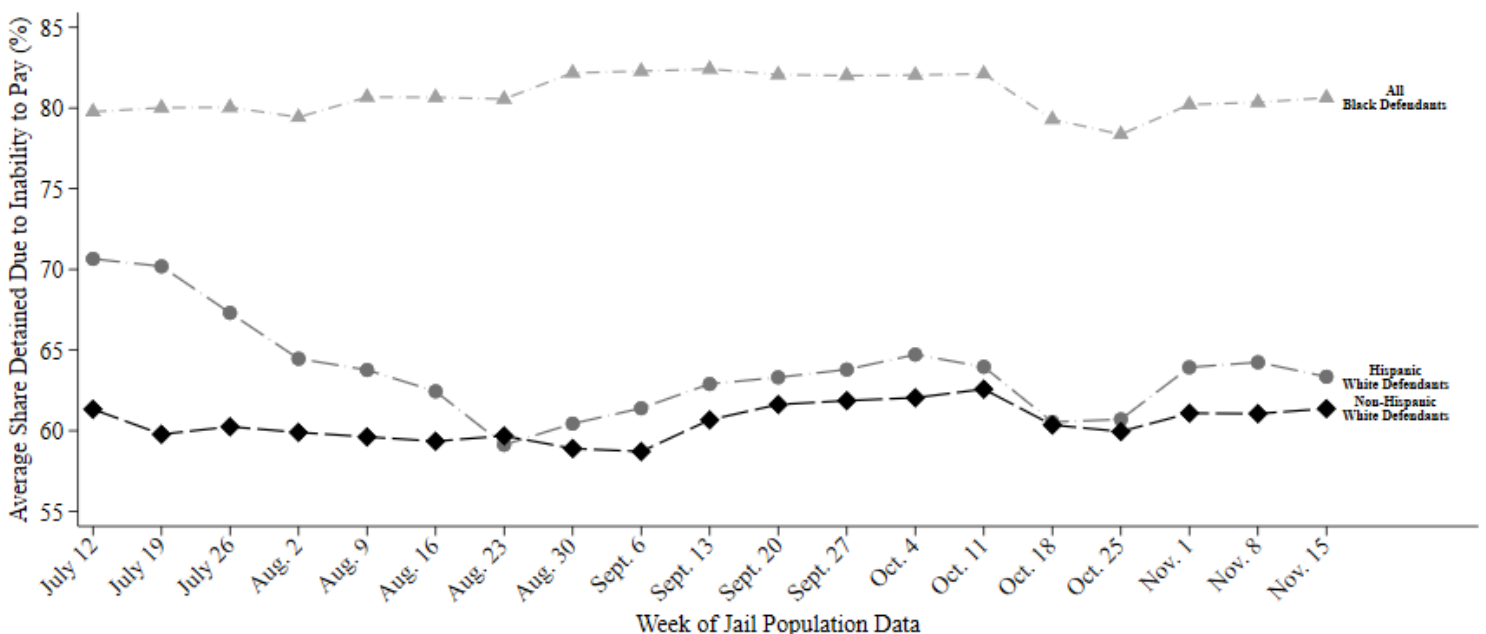 Average Share Detained Due to Inability to Pay (%)
85
80
75
70
65
60
55
All
Black Defendants
Hispanic
White Defendants
Non-Hispanic
White Defendants
July 12
July 19
July 26
Aug. 2
Aug. 9
Aug. 16
Aug. 23
Aug. 30
Sept. 6
Sept. 13
Sept. 20
Sept. 27
Oct. 4
Oct. 11
Oct. 18
Oct. 25
Nov. 1
Nov. 8
Nov. 15
Week of Jail Population Data